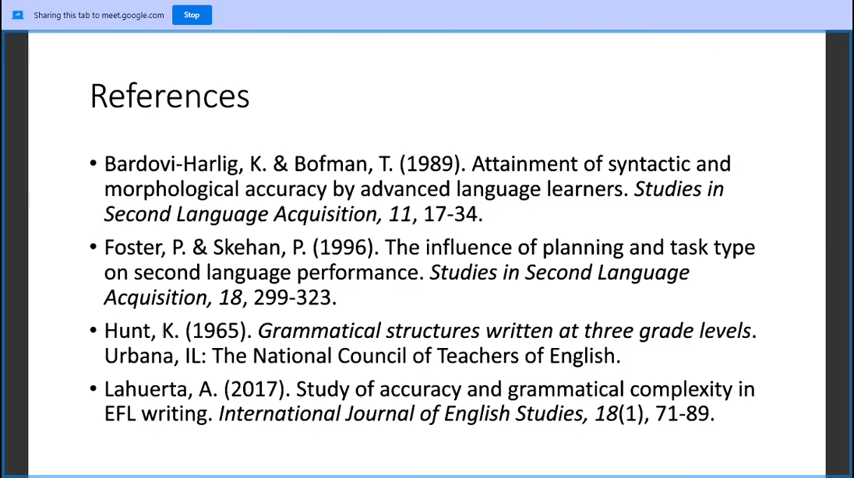 Sharing this tab to meet.google.com Stop
References
• Bardovi-Harlig, K. & Bofman, T. (1989). Attainment of syntactic and
morphological accuracy by advanced language learners. Studies in
Second Language Acquisition, 11, 17-34.
• Foster, P. & Skehan, P. (1996). The influence of planning and task type
on second language performance. Studies in Second Language
Acquisition, 18, 299-323.
• Hunt, K. (1965). Grammatical structures written at three grade levels.
Urbana, IL: The National Council of Teachers of English.
• Lahuerta, A. (2017). Study of accuracy and grammatical complexity in
EFL writing. International Journal of English Studies, 18(1), 71-89.